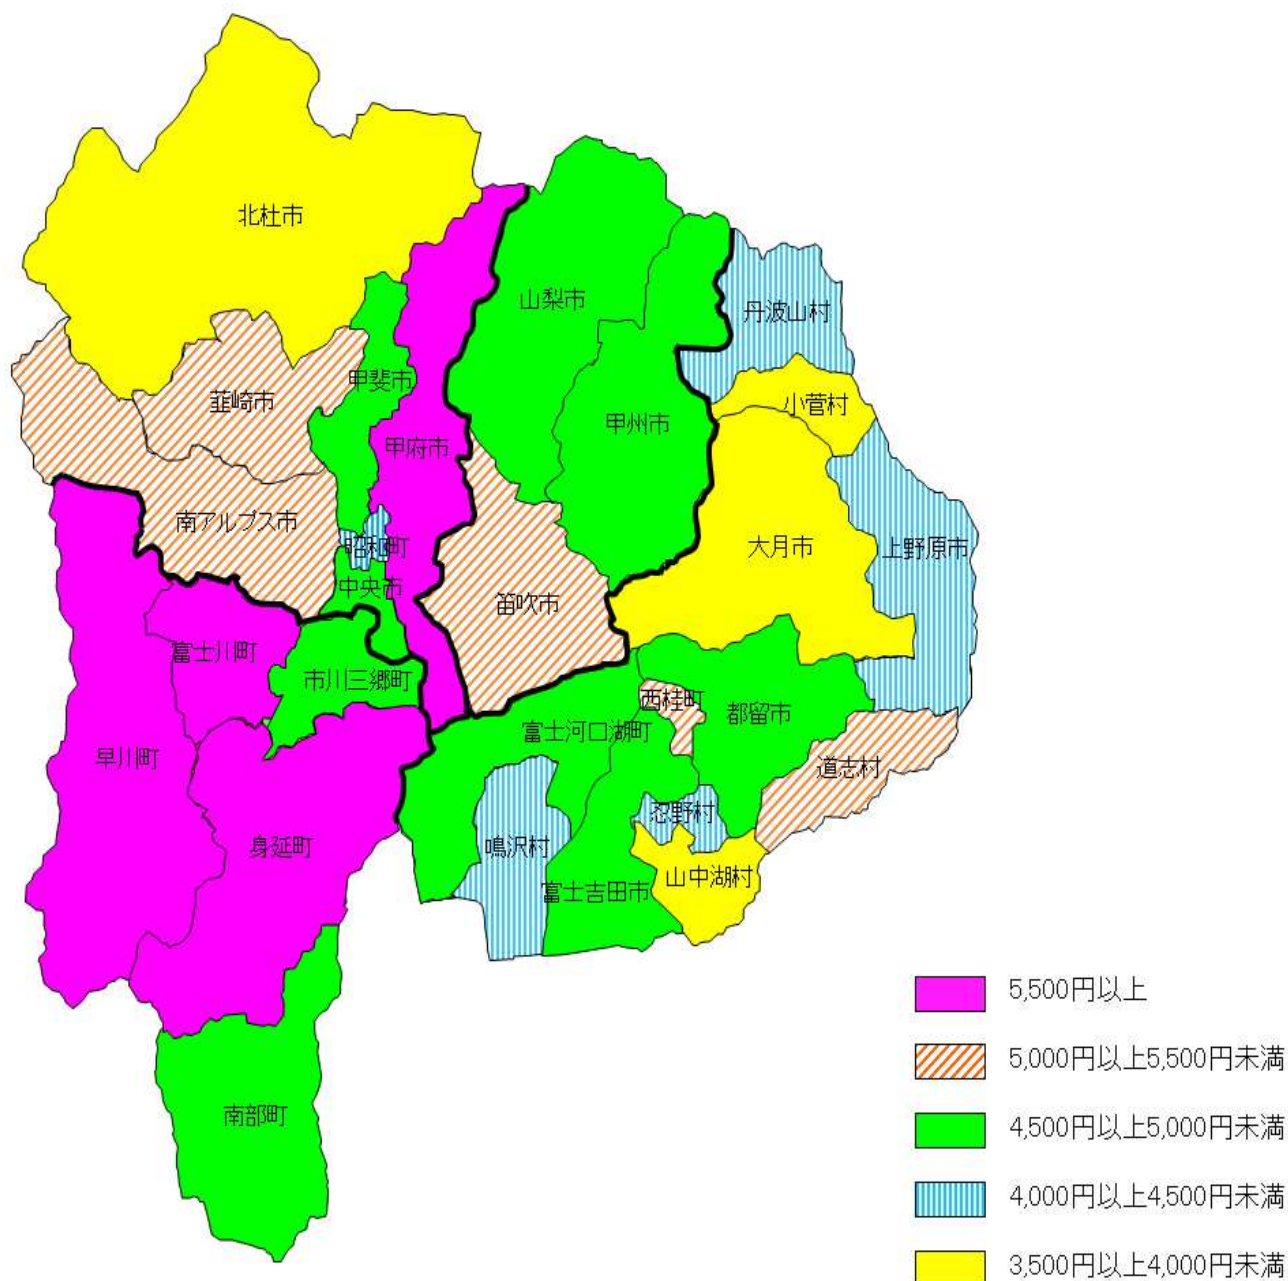 北杜市
山梨市
丹波山村
甲斐市
韮崎市
小菅村
甲州市
甲府市
南アルプス市
昭和町
大月市
上野原市
中央市
笛吹市
富士川町
市川三郷町
西桂町
都留市
富士河口湖町
早川町
道志村
忍野村
身延町
鳴沢村
山中湖村
富士吉田市
南部町
5,500円以上
5,000円以上5,500円未満
4,500円以上5,000円未満
4,000円以上4,500円未満
3,500円以上4,000円未満